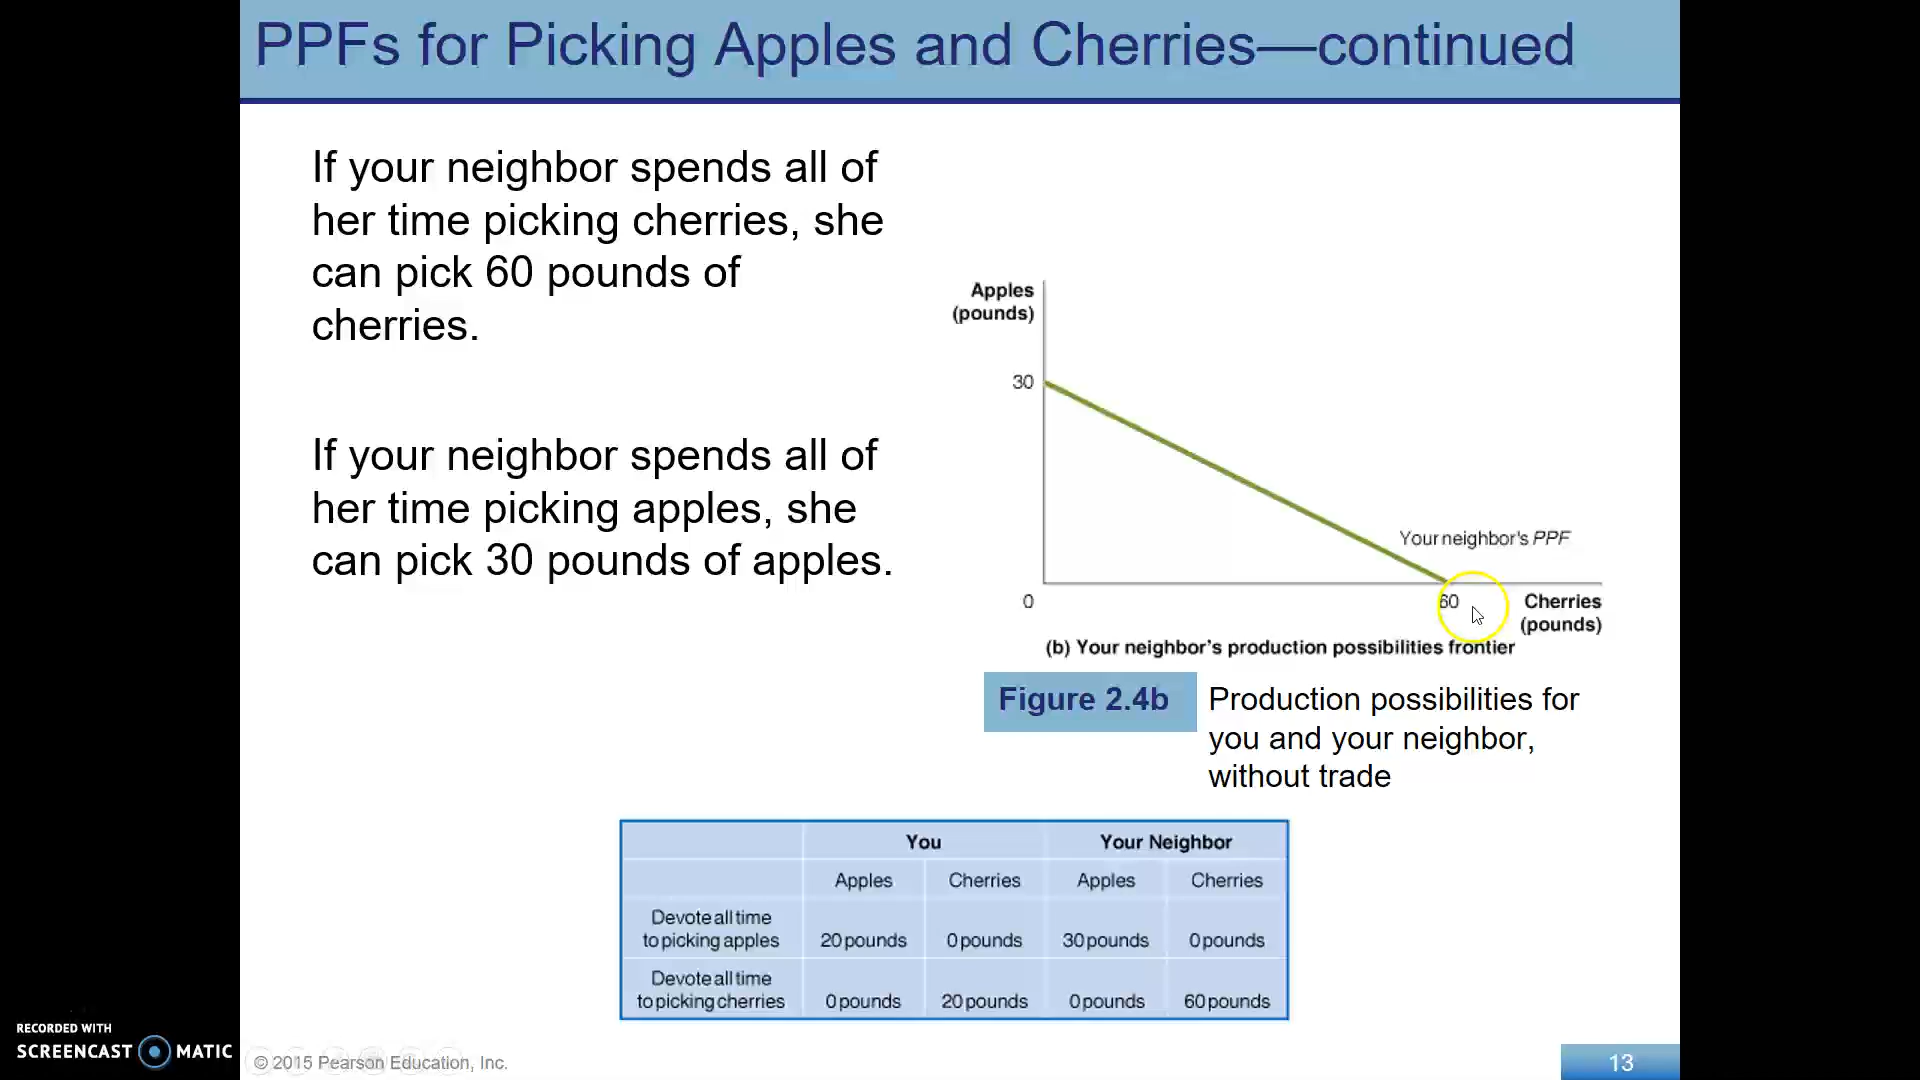 PPFs for Picking Apples and Cherries—continued
If your neighbor spends all of
her time picking cherries, she
can pick 60 pounds of
cherries.
If your neighbor spends all of
her time picking apples, she
can pick 30 pounds of apples.
Apples
(pounds)
30
Your neighbor's PPF
0
60
Cherries
(pounds)
(b) Your neighbor's production possibilities frontier
Figure 2.4b
Production possibilities for
you and your neighbor,
without trade
You Your Neighbor
Apples Cherries Apples Cherries
Devote all time
to picking apples 20 pounds 0 pounds 30 pounds 0 pounds
Devote all time
to picking cherries 0 pounds 20 pounds 0 pounds 60 pounds
RECORDED WITH
SCREENCAST MATIC
© 2015 Pearson Education, Inc.
13